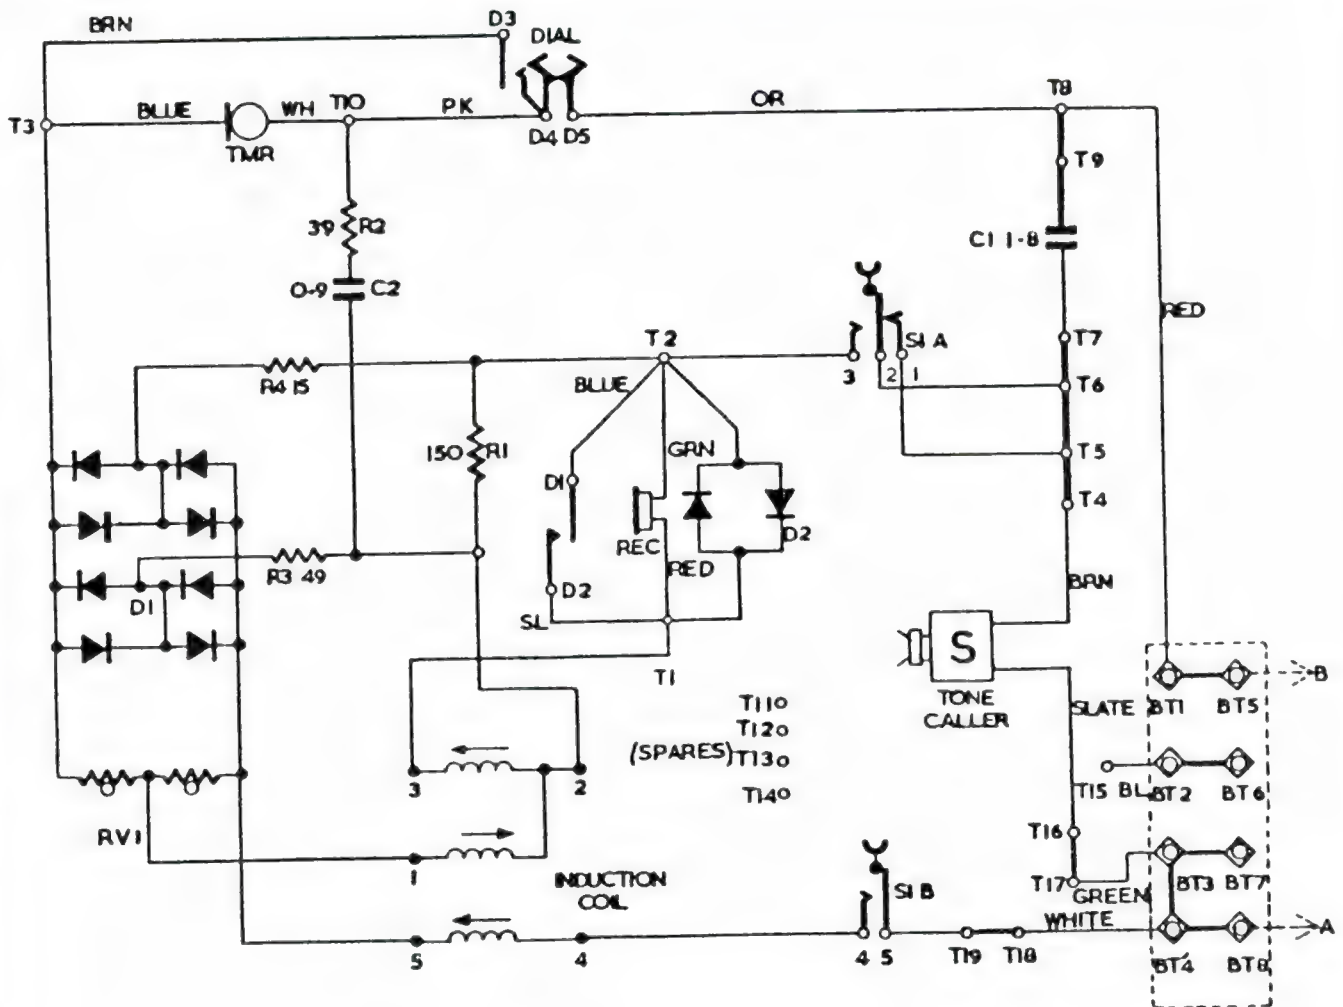 BRN
D3
DIAL
T3
BLUE
TMR
WH
T10
PK
D4 D5
OR
T8
T9
39 R2
0-9 C2
C1 1-8
RED
T2
S1 A
3 2 1
T7
T6
T5
T4
R4 15
BLUE
150 R1
GRN
D1
REC
RED
D2
D2
SL
T1
R3 49
D1
BRN
S
TONE
CALLER
SLATE
BT1 BT5
B
T11
T12
(SPARES) T13
T14
T15 BL BT2 BT6
3 2
RV1
1
INDUCTION
COIL
T16
T17
GREEN
BT3 BT7
S1 B
WHITE
5 4
4 5
T19 T18
A
BT4 BT8